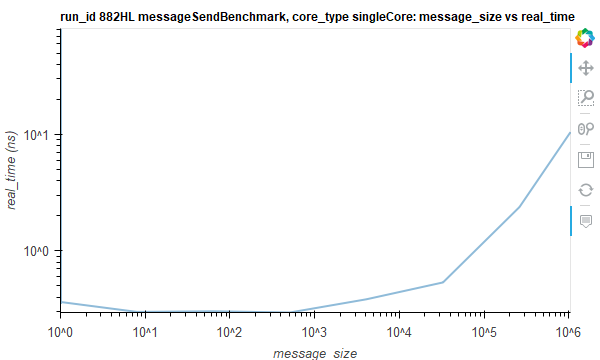 run_id 882HL messageSendBenchmark, core_type singleCore: message_size vs real_time
real_time (ns)
10^1
10^0
10^0 10^1 10^2 10^3 10^4 10^5 10^6
message_size